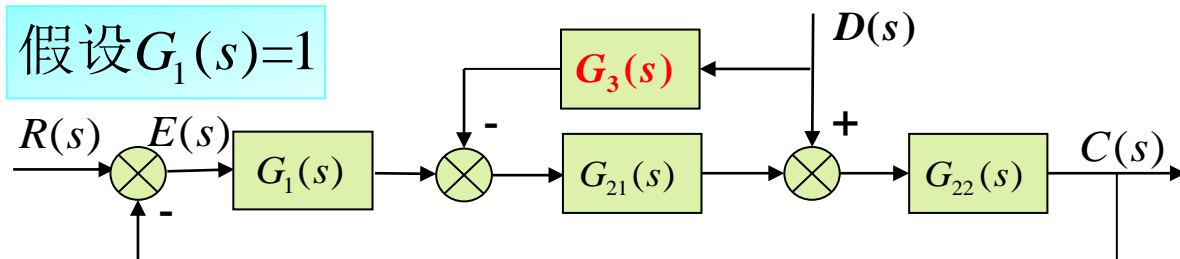 假设G₁(s)=1
D(s)
G₃(s)
-
+
R(s)
E(s)
G₁(s)
G₂₁(s)
G₂₂(s)
C(s)
-